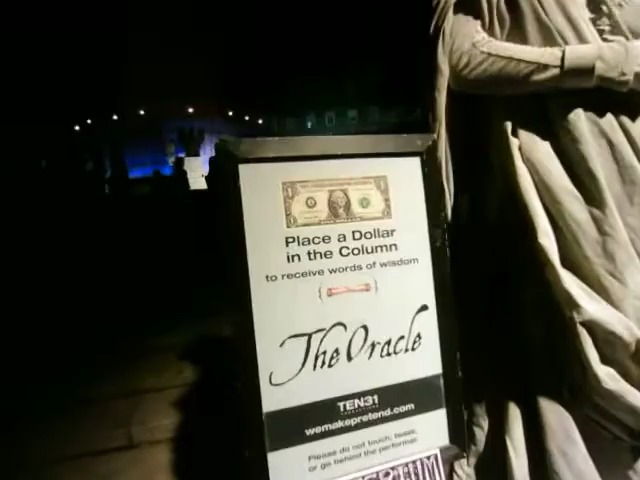 Place a Dollar
in the Column
to receive words of wisdom
The Oracle
TEN31
PRODUCTIONS
wemakepretend.com
Please do not touch, tease,
or go behind the performer.